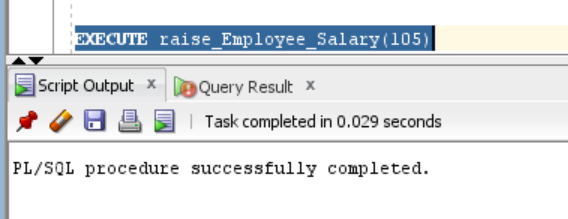 EXECUTE raise_Employee_Salary(105)
Script Output x Query Result x
Task completed in 0.029 seconds
PL/SQL procedure successfully completed.